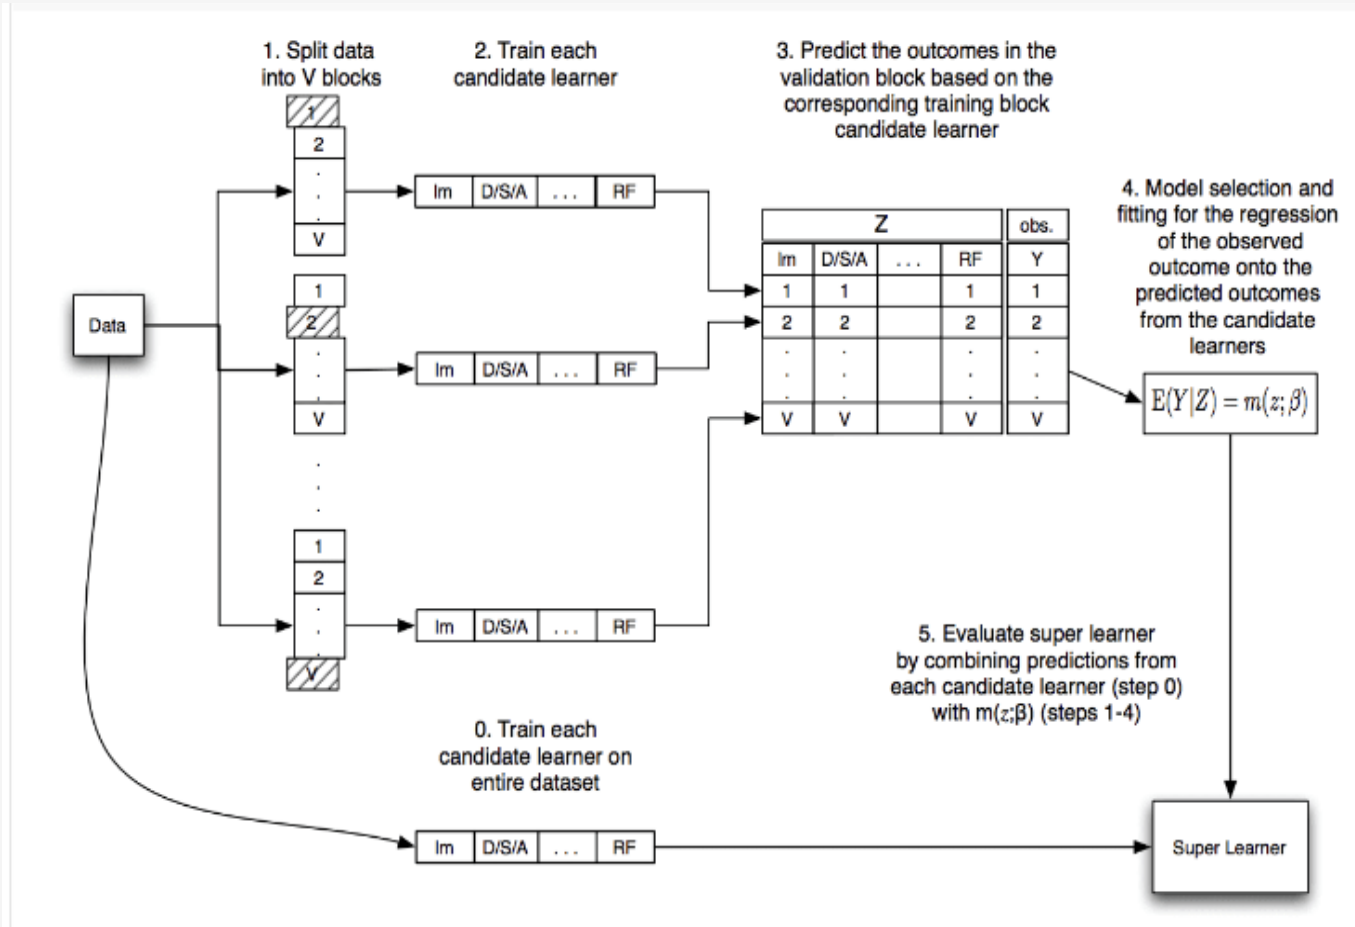 1. Split data
into V blocks
2. Train each
candidate learner
3. Predict the outcomes in the
validation block based on the
corresponding training block
candidate learner
4. Model selection and
fitting for the regression
of the observed
outcome onto the
predicted outcomes
from the candidate
learners
1
2
.
.
.
V
lm D/S/A ... RF
Z obs.
lm D/S/A ... RF Y
1 1 1 1
2 2 2 2
. . . .
. . . .
. . . .
V V V V
E(Y|Z) = m(z;β)
Data
1
2
.
.
.
V
lm D/S/A ... RF
.
.
.
1
2
.
.
.
V
lm D/S/A ... RF
5. Evaluate super learner
by combining predictions from
each candidate learner (step 0)
with m(z;β) (steps 1-4)
0. Train each
candidate learner on
entire dataset
lm D/S/A ... RF
Super Learner